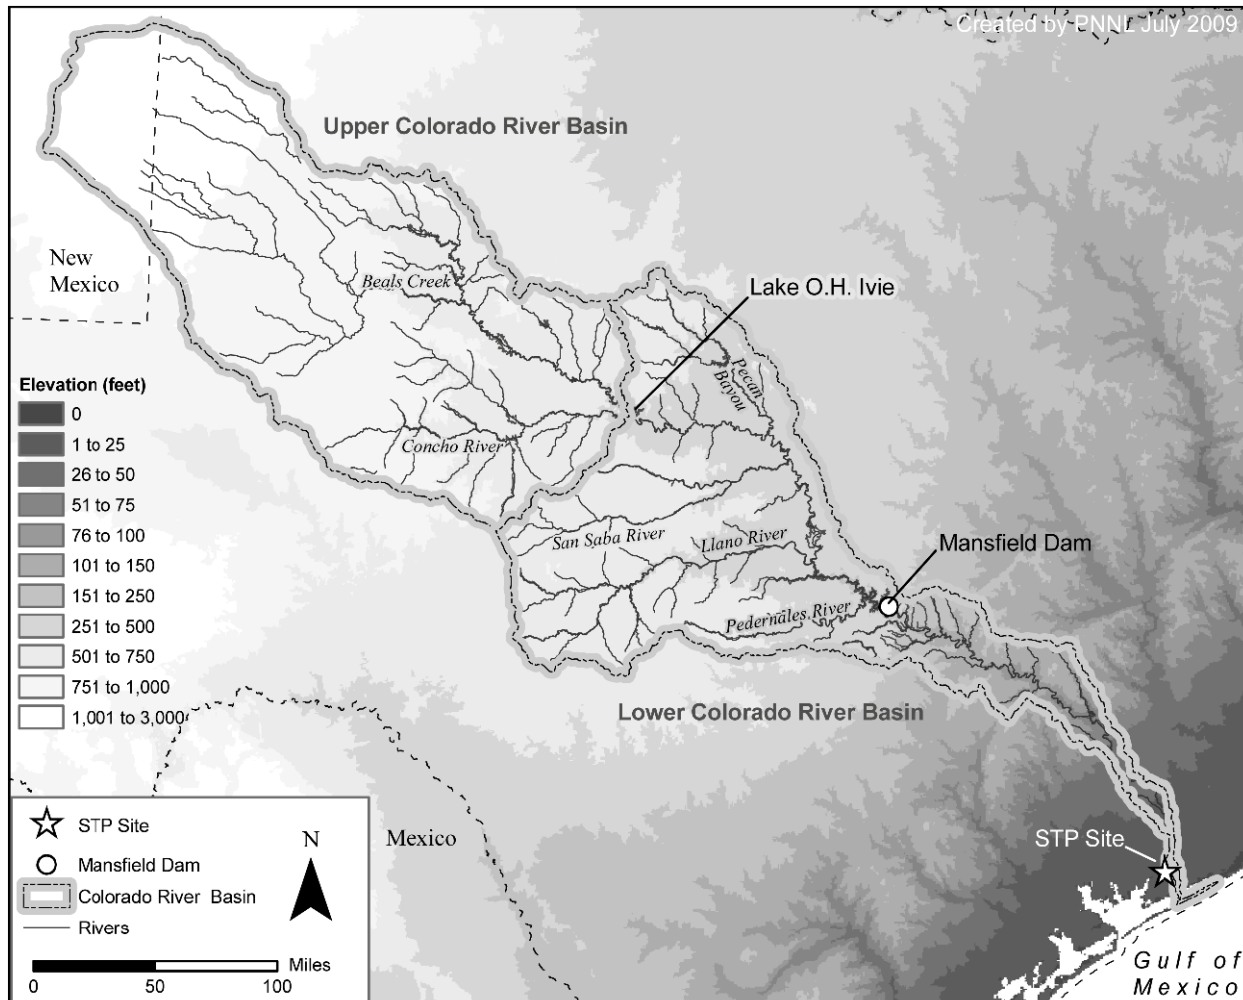 Created by PNNL July 2009
Upper Colorado River Basin
New
Mexico
Beals Creek
Lake O.H. Ivie
Pecan
Bayou
Elevation (feet)
0
1 to 25
26 to 50
51 to 75
76 to 100
101 to 150
151 to 250
251 to 500
501 to 750
751 to 1,000
1,001 to 3,000
Concho River
San Saba River
Llano River
Mansfield Dam
Pedernales River
Lower Colorado River Basin
Mexico
STP Site
Gulf of
Mexico
STP Site
Mansfield Dam
Colorado River Basin
Rivers
N
Miles
0
50
100